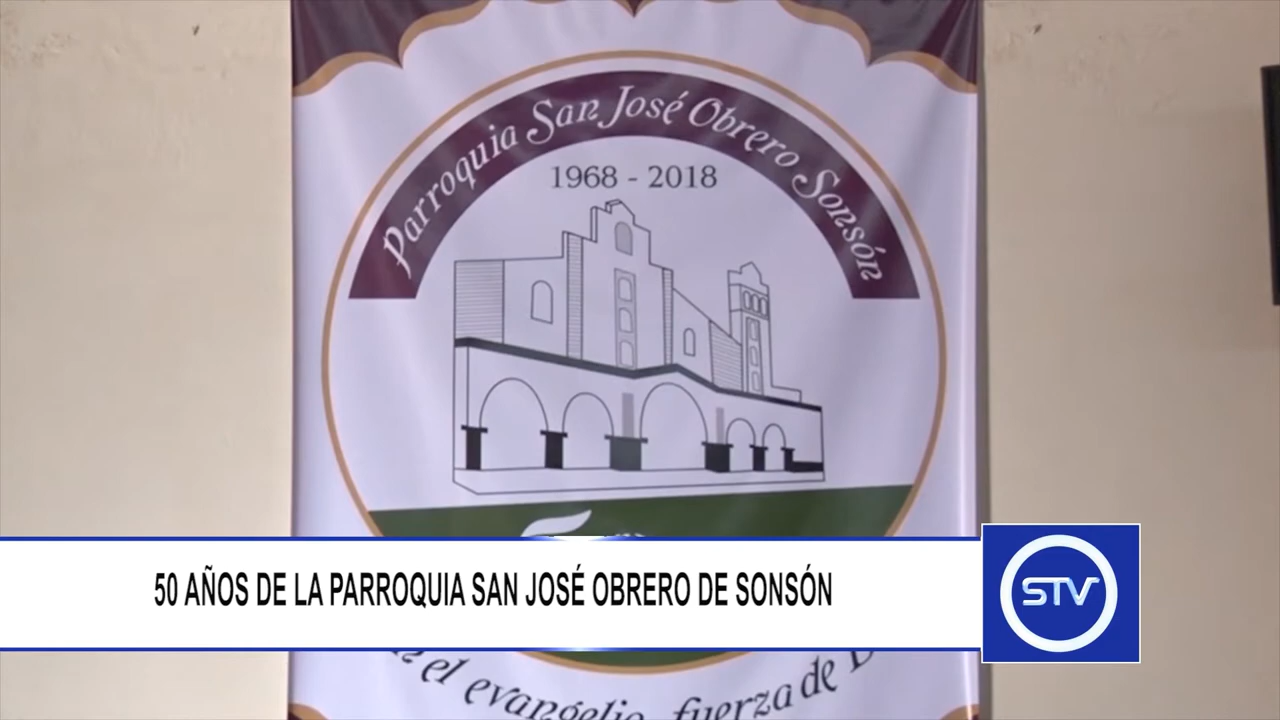 Parroquia San José Obrero Sonsón
1968 - 2018
50 AÑOS DE LA PARROQUIA SAN JOSÉ OBRERO DE SONSÓN
STV
el evangelio fuerza de